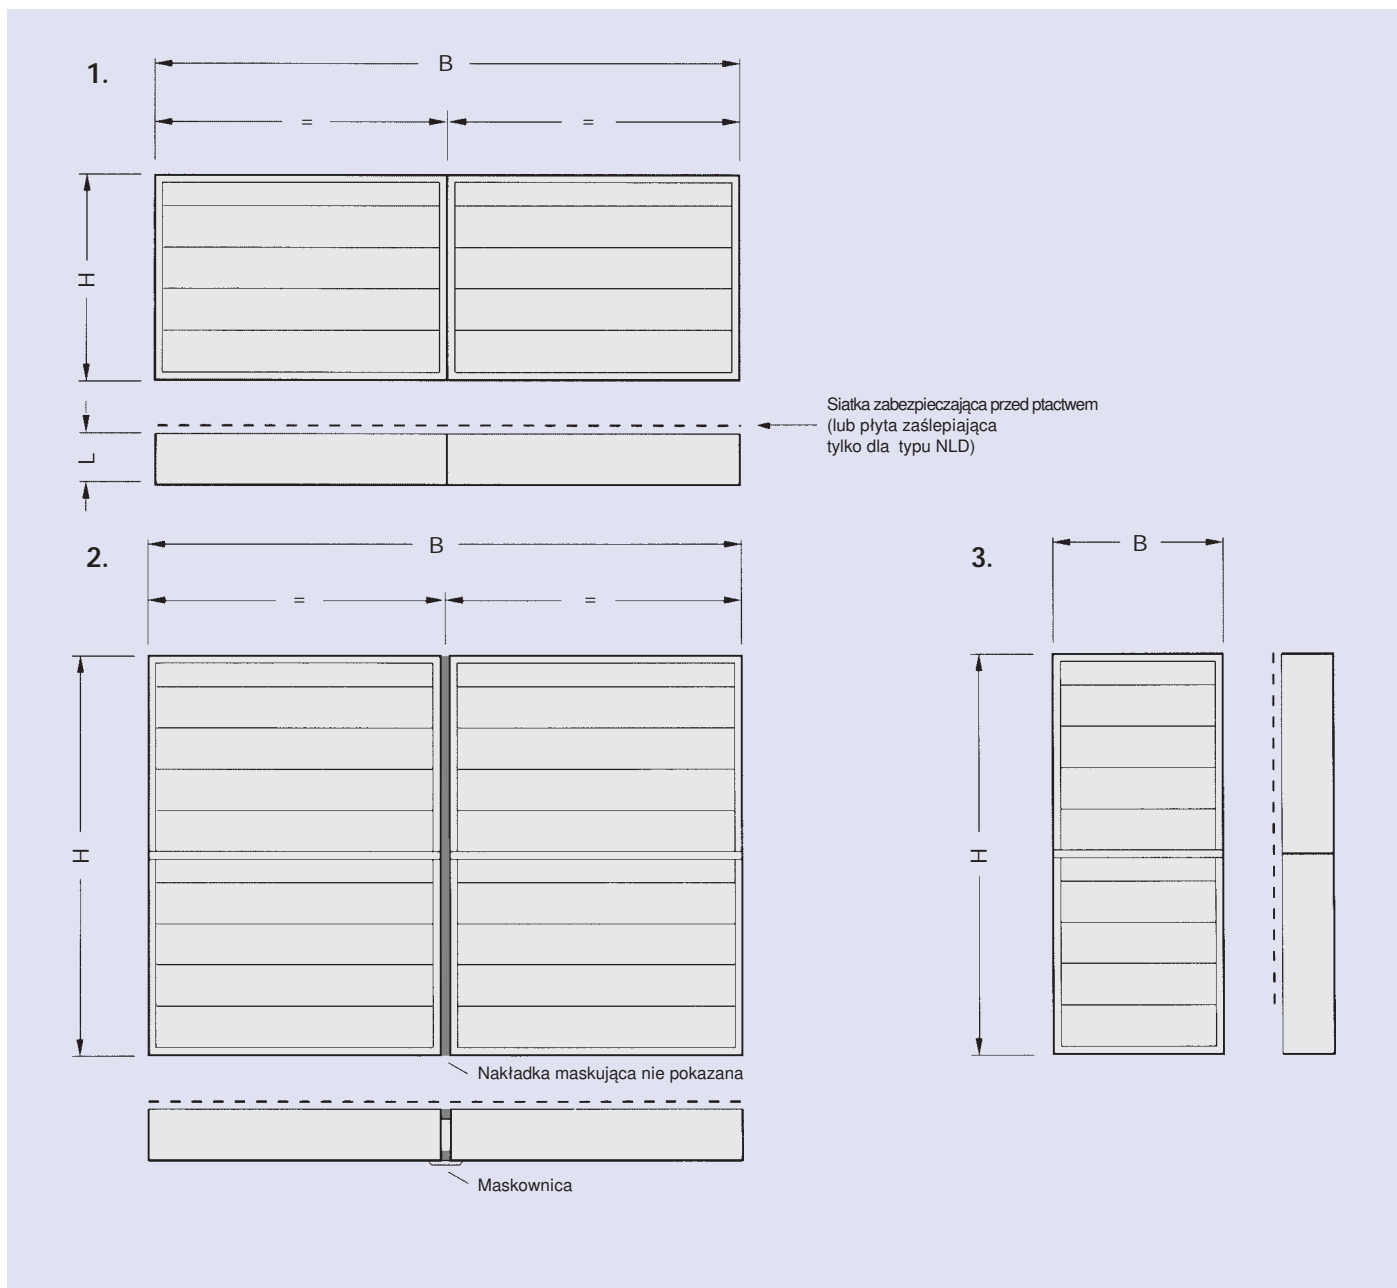 1.
B
= =
H
Siatka zabezpieczająca przed ptactwem
(lub płyta zaślepiająca
tylko dla typu NLD)
L
2.
B
= =
H
Nakładka maskująca nie pokazana
Maskownica
3.
B
H